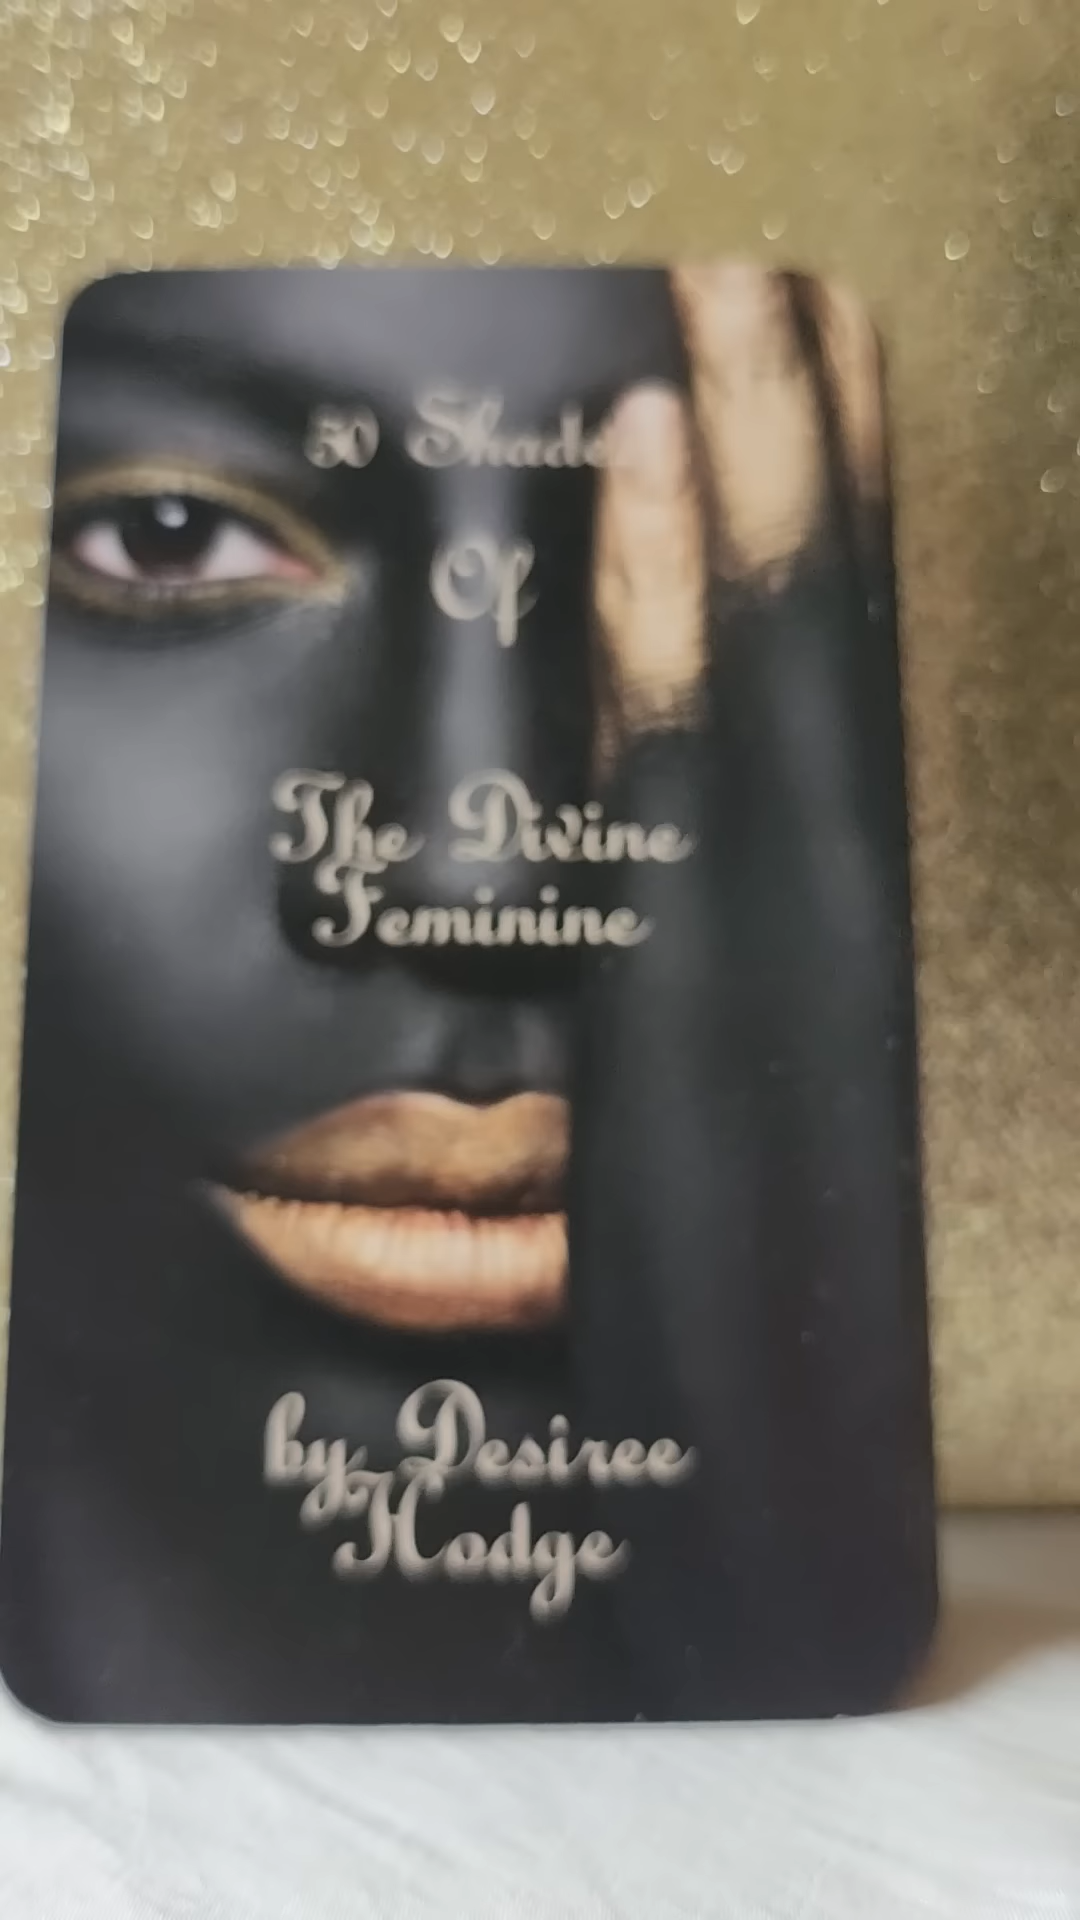 50 Shades
Of
The Divine
Feminine
by Desiree
Hodge